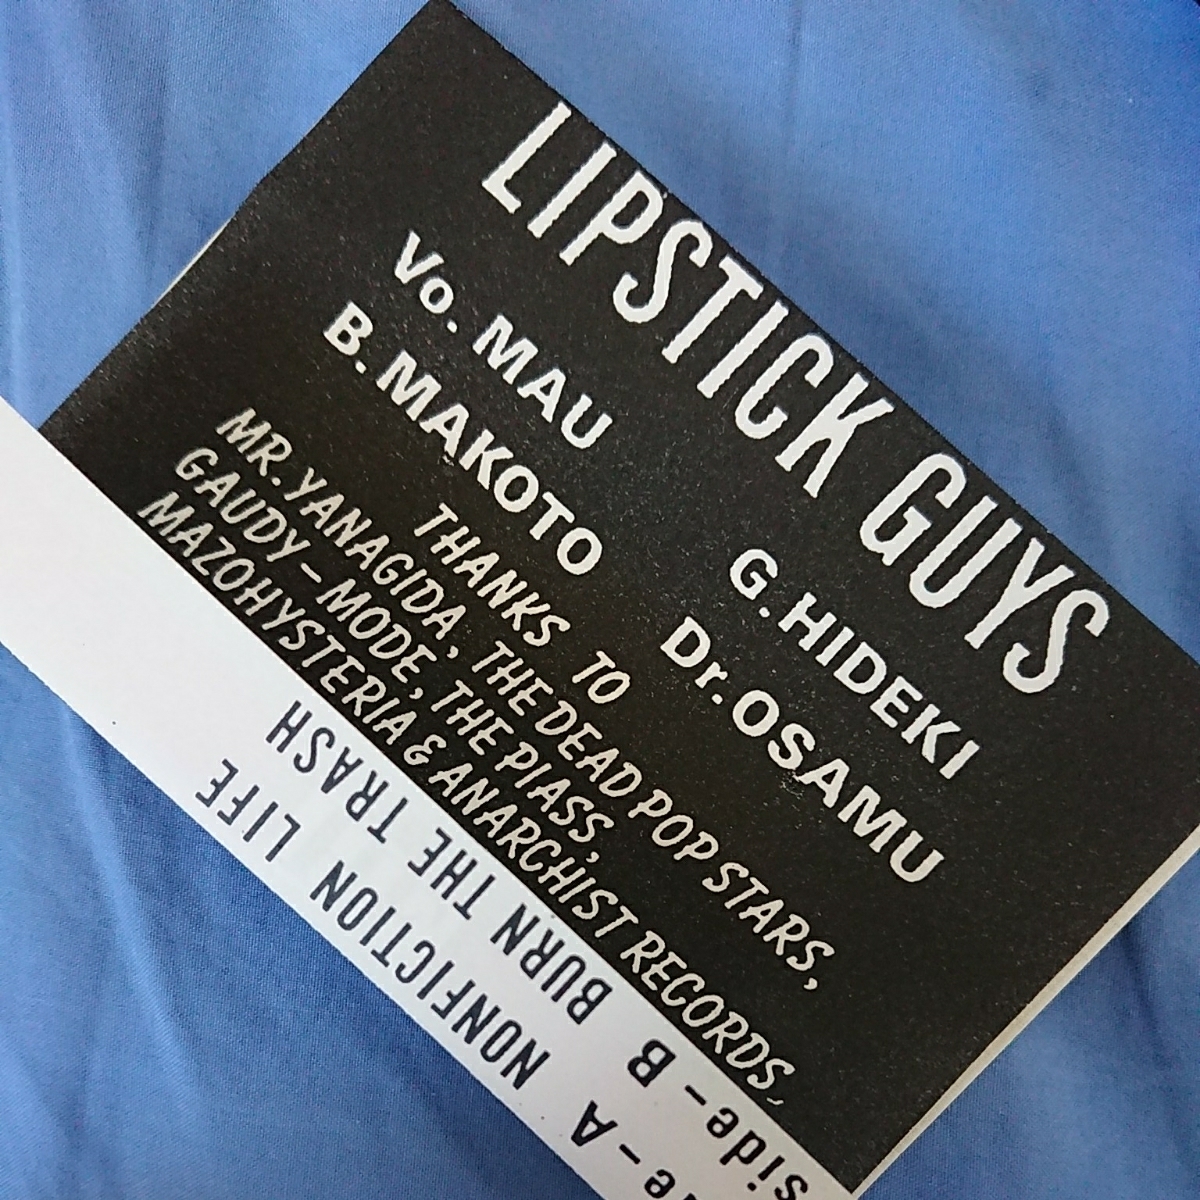 LIPSTICK GUYS
Vo. MAU G.HIDEKI
B. MAKOTO Dr. OSAMU
THANKS TO
MR. YANAGIDA, THE DEAD POP STARS,
GAUDY-MODE, THE PIASS,
MAZOHYSTERIA & ANARCHIST RECORDS,
side-B BURN THE TRASH
e-A NONFICTION LIFE